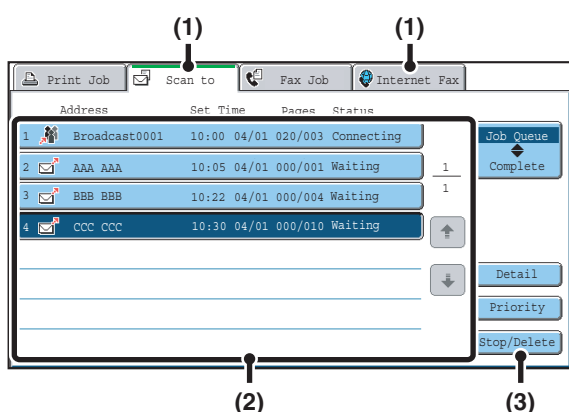 (1) (1)
Print Job Scan to Fax Job Internet Fax
Address Set Time Pages Status
1 Broadcast0001 10:00 04/01 020/003 Connecting
2 AAA AAA 10:05 04/01 000/001 Waiting
3 BBB BBB 10:22 04/01 000/004 Waiting
4 CCC CCC 10:30 04/01 000/010 Waiting
1
1
Job Queue
Complete
Detail
Priority
Stop/Delete
(2) (3)